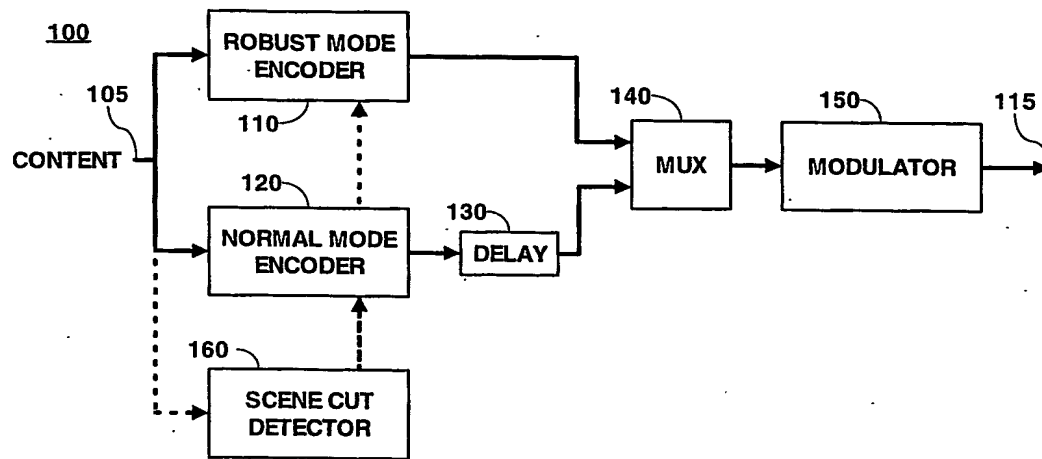 100
105
CONTENT
ROBUST MODE
ENCODER
110
120
NORMAL MODE
ENCODER
130
DELAY
140
MUX
150
MODULATOR
115
160
SCENE CUT
DETECTOR